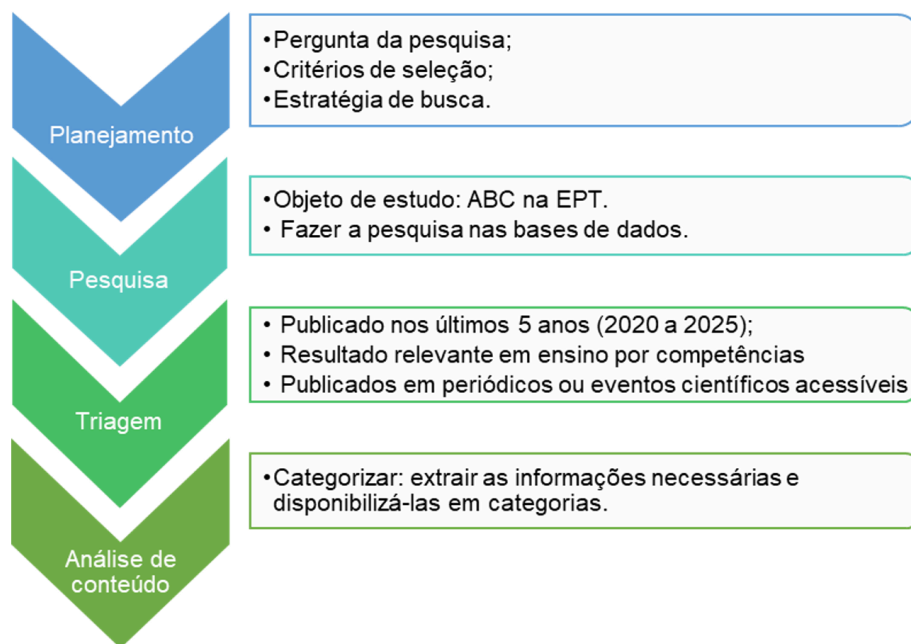 •Pergunta da pesquisa;
•Critérios de seleção;
•Estratégia de busca.
Planejamento
•Objeto de estudo: ABC na EPT.
• Fazer a pesquisa nas bases de dados.
Pesquisa
• Publicado nos últimos 5 anos (2020 a 2025);
• Resultado relevante em ensino por competências
• Publicados em periódicos ou eventos científicos acessíveis
Triagem
•Categorizar: extrair as informações necessárias e
disponibilizá-las em categorias.
Análise de
conteúdo